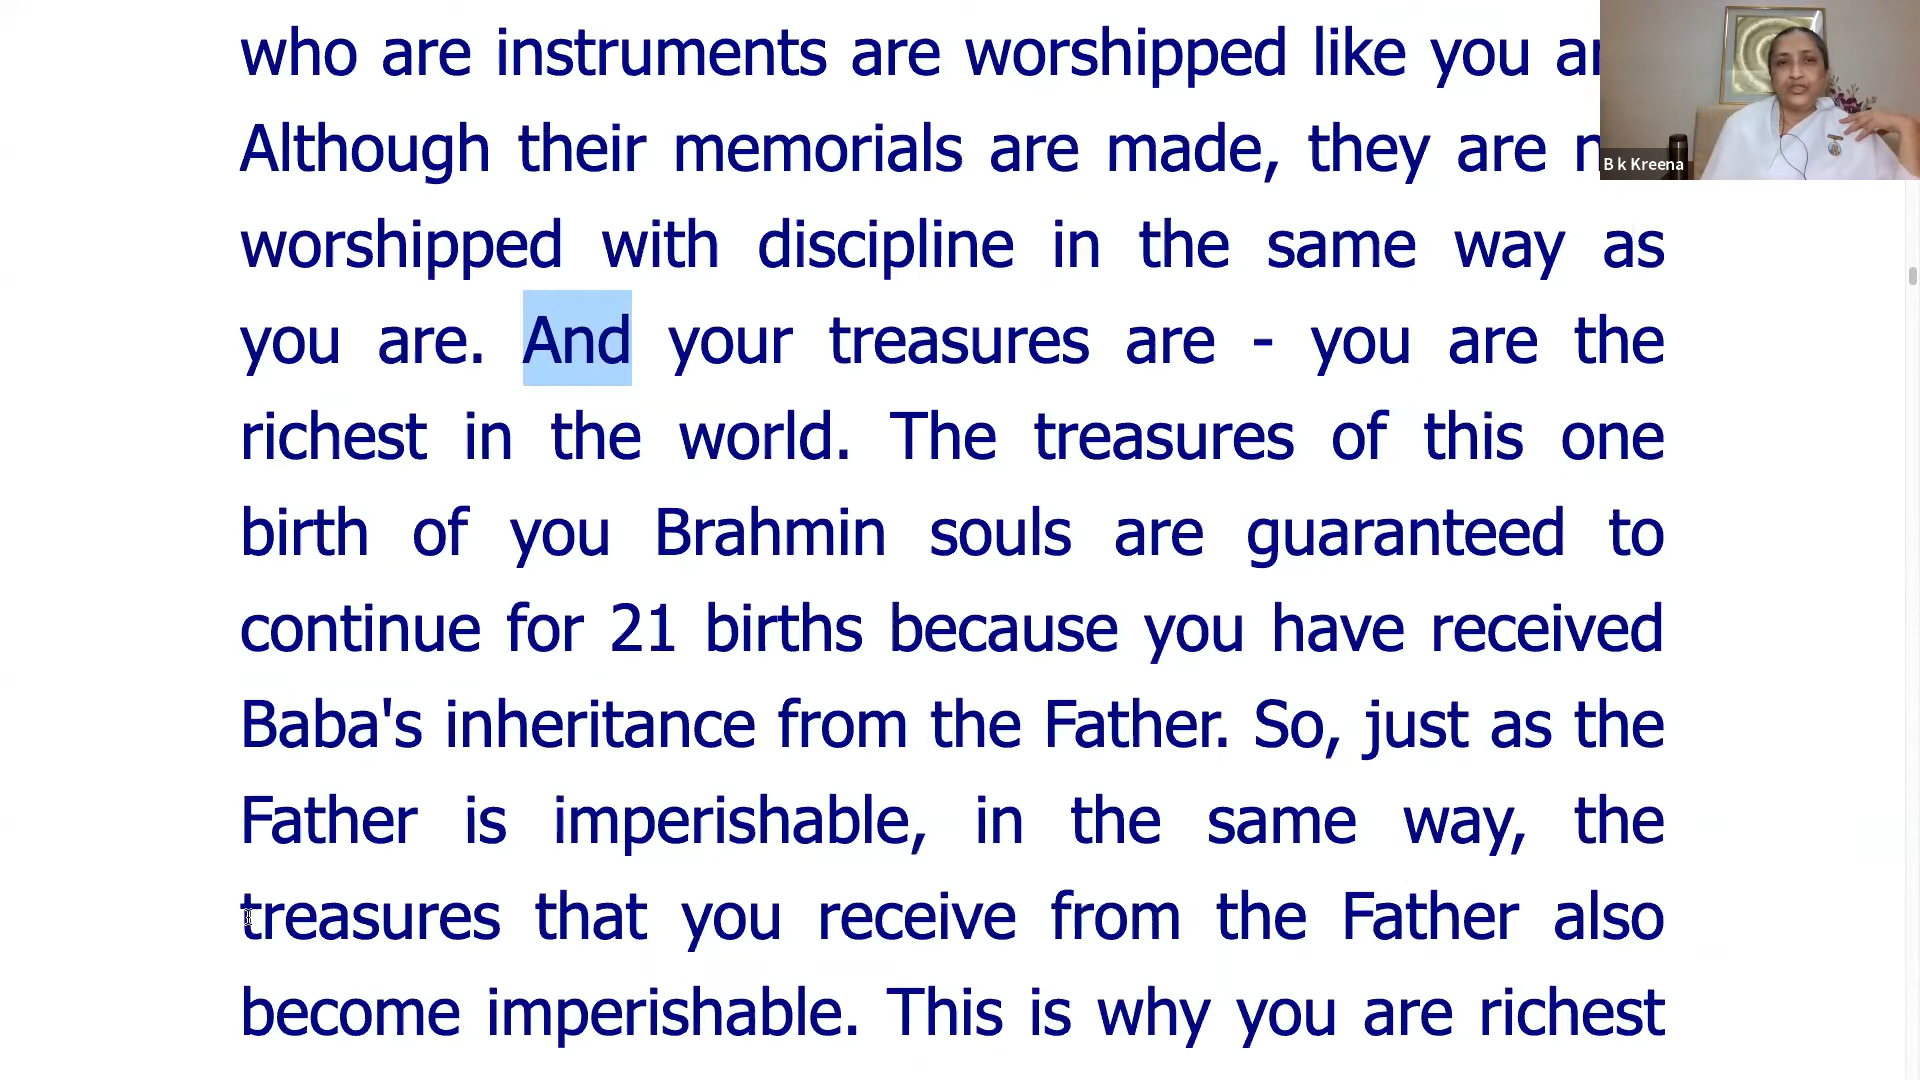 who are instruments are worshipped like you
Although their memorials are made, they are
worshipped with discipline in the same way as
you are. And your treasures are - you are the
richest in the world. The treasures of this one
birth of you Brahmin souls are guaranteed to
continue for 21 births because you have received
Baba's inheritance from the Father. So, just as the
Father is imperishable, in the same way, the
treasures that you receive from the Father also
become imperishable. This is why you are richest
B k Kreena